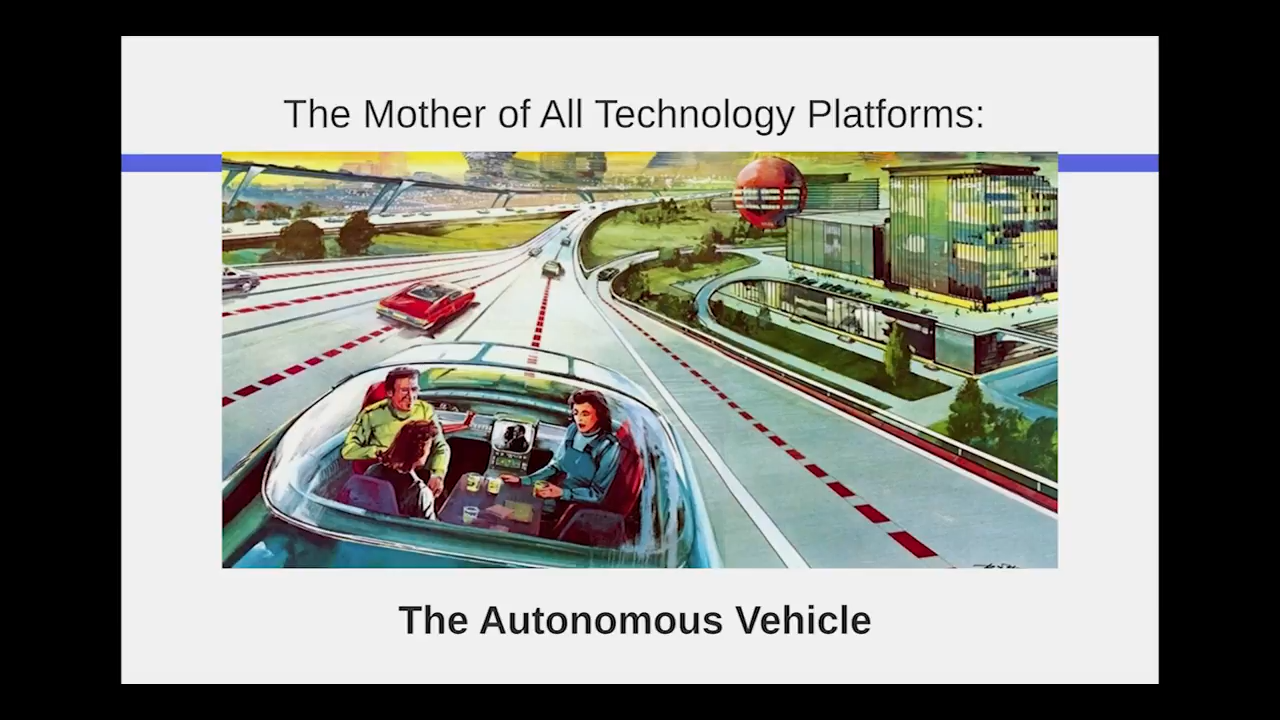 The Mother of All Technology Platforms:
The Autonomous Vehicle